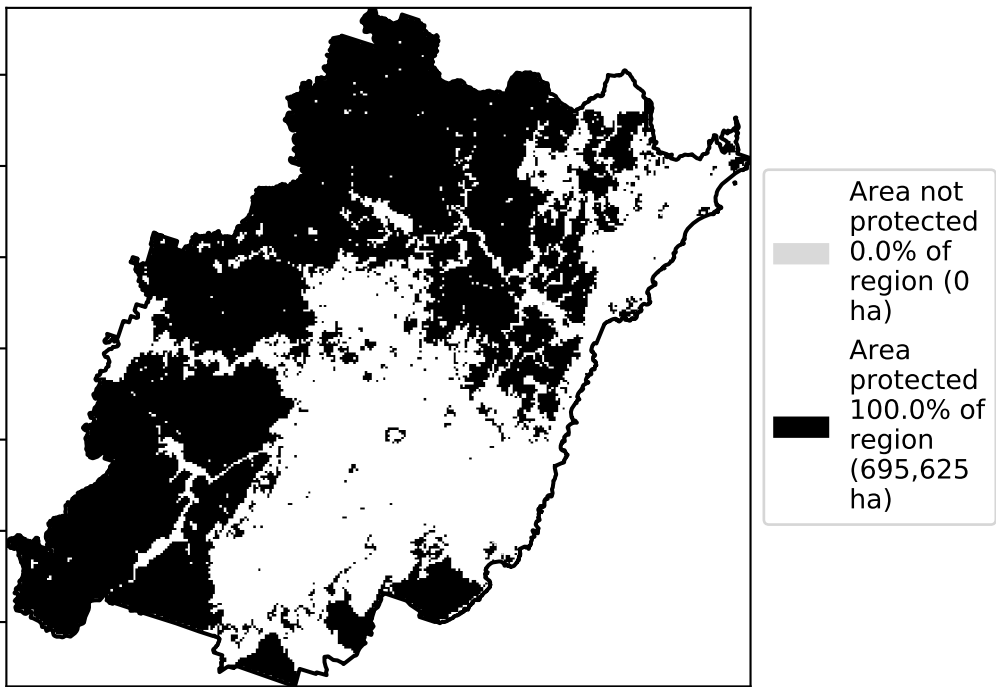 Area not
protected
0.0% of
region (0
ha)
Area
protected
100.0% of
region
(695,625
ha)